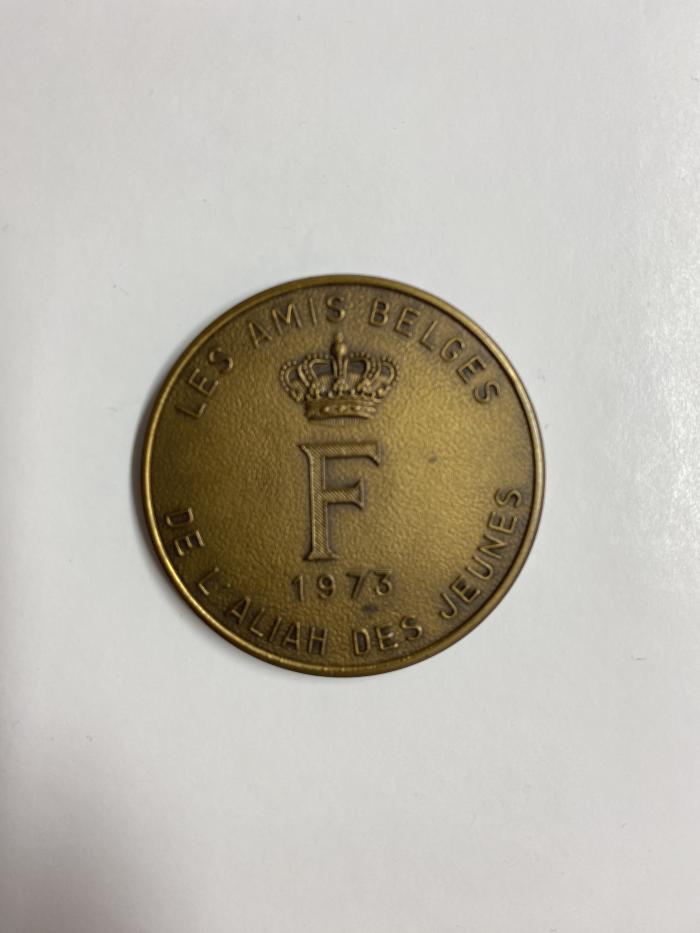 LES AMIS BELGES
F
1973
DE L'ALIAH DES JEUNES